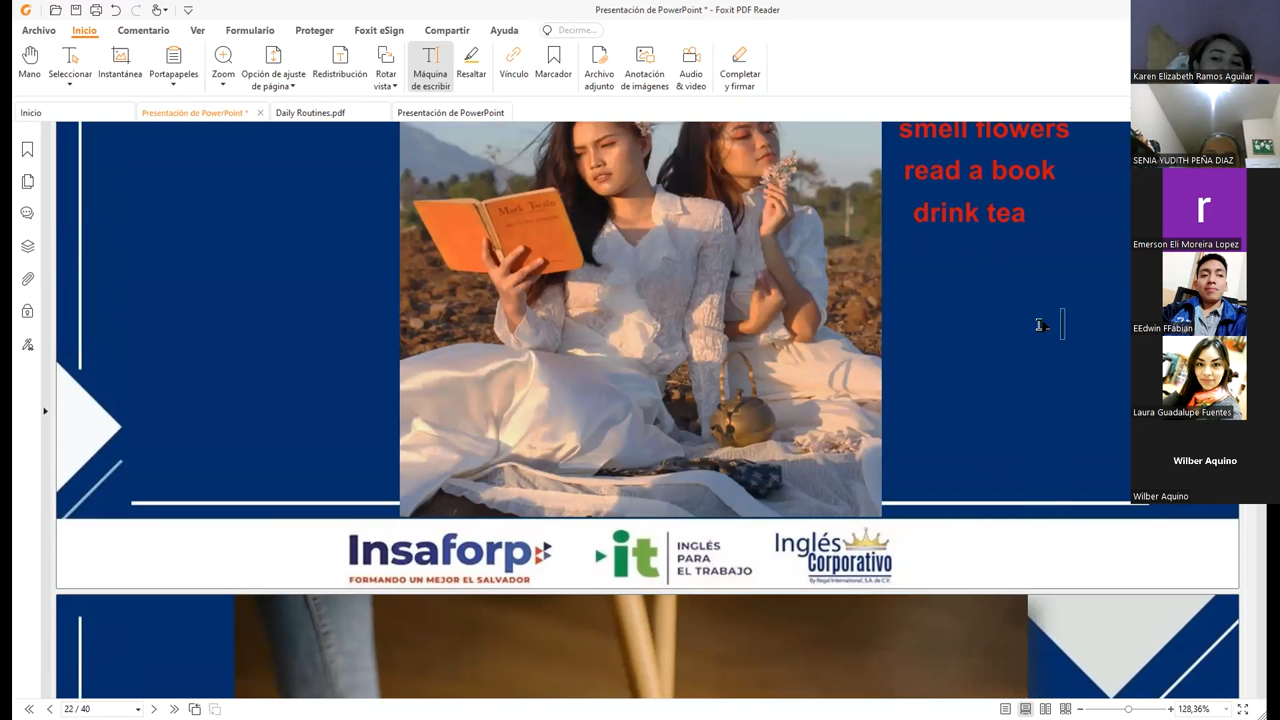 Presentación de PowerPoint * - Foxit PDF Reader
Archivo Inicio Comentario Ver Formulario Proteger Foxit eSign Compartir Ayuda Decirme...
Mano Seleccionar Instantánea Portapapeles Zoom Opción de ajuste de página Redistribución Rotar vista Máquina de escribir Resaltar Vínculo Marcador Archivo adjunto Anotación de imágenes Audio & video Completar y firmar
Inicio Presentación de PowerPoint * Daily Routines.pdf Presentación de PowerPoint
smell flowers
read a book
drink tea
Mark Twain
Karen Elizabeth Ramos Aguilar
SENIA YUDITH PEÑA DIAZ
r
Emerson Eli Moreira Lopez
EEdwin FFabian
Laura Guadalupe Fuentes
Wilber Aquino
Wilber Aquino
Insaforp
FORMANDO UN MEJOR EL SALVADOR
it
INGLÉS
PARA
EL TRABAJO
Inglés
Corporativo
By Regal International, S.A. de C.V.
22 / 40
128,36%